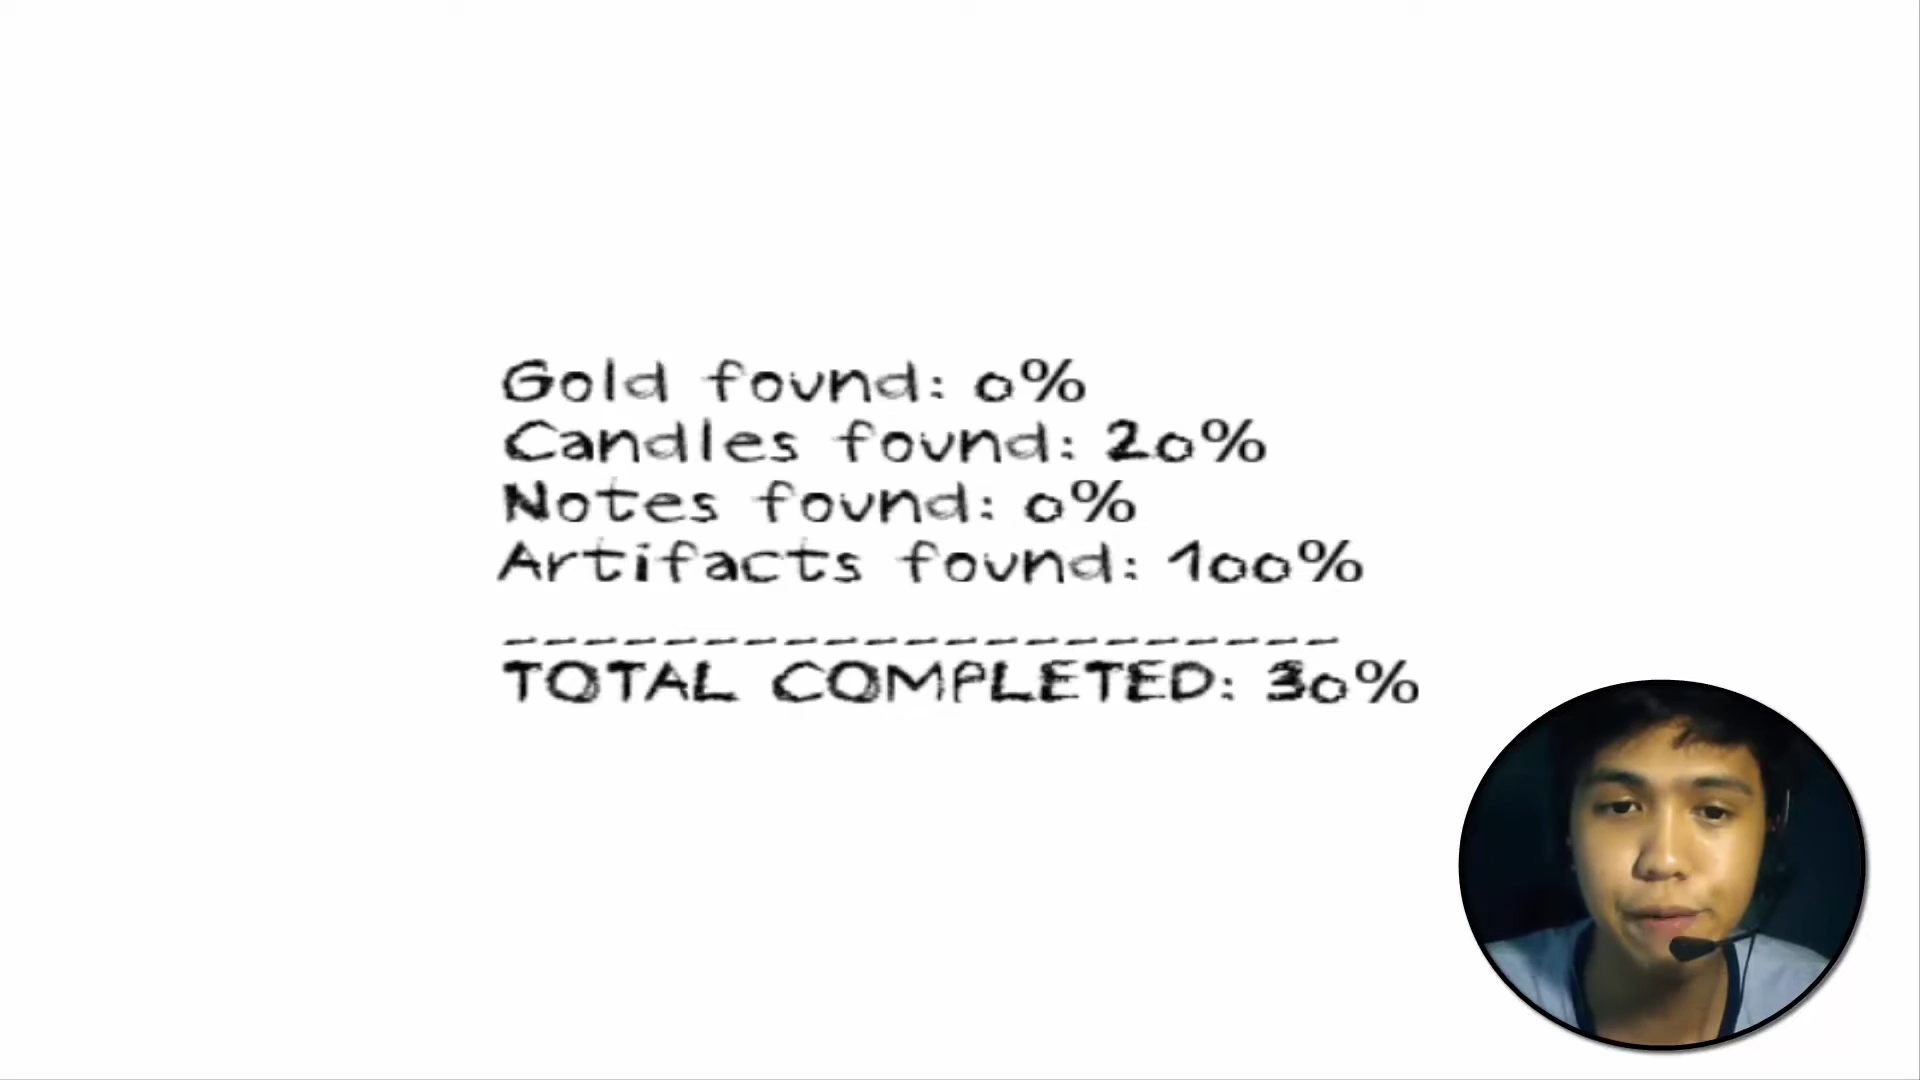 Gold found: 0%
Candles found: 20%
Notes found: 0%
Artifacts found: 100%
----------------------
TOTAL COMPLETED: 30%